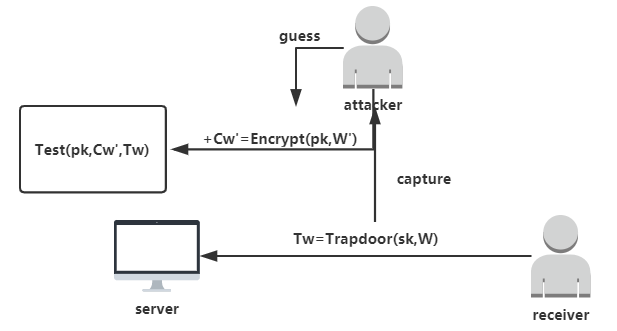 guess
attacker
+Cw'=Encrypt(pk,W')
Test(pk,Cw',Tw)
capture
Tw=Trapdoor(sk,W)
server
receiver